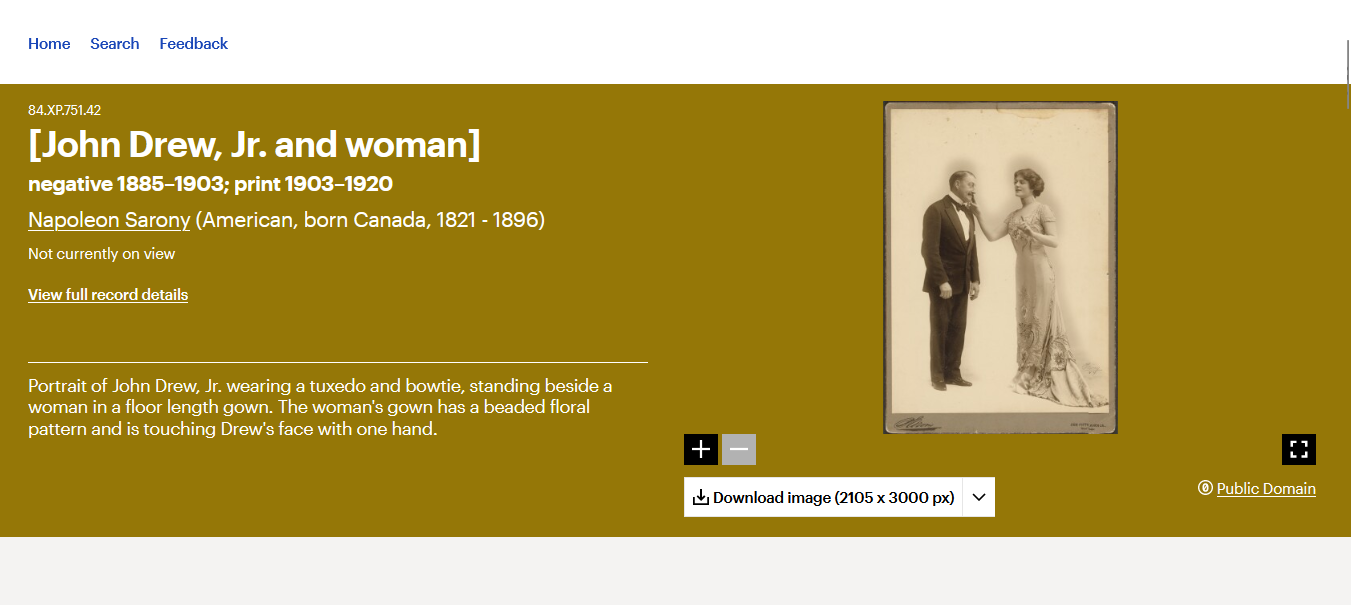 Home Search Feedback
84.XP.751.42
[John Drew, Jr. and woman]
negative 1885–1903; print 1903–1920
Napoleon Sarony (American, born Canada, 1821 - 1896)
Not currently on view
View full record details
Portrait of John Drew, Jr. wearing a tuxedo and bowtie, standing beside a
woman in a floor length gown. The woman's gown has a beaded floral
pattern and is touching Drew's face with one hand.
Download image (2105 x 3000 px)
Public Domain